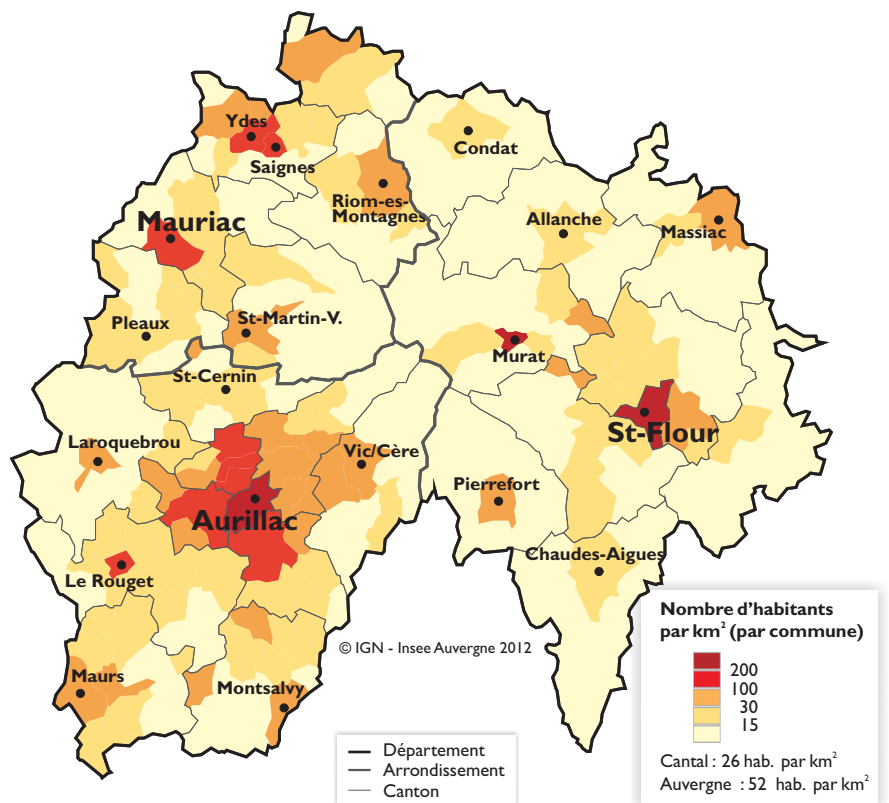 Ydes
Saignes
Condat
Riom-es-
Montagnes
Mauriac
Allanche
Massiac
Pleaux
St-Martin-V.
Murat
St-Cernin
St-Flour
Laroquebrou
Vic/Cère
Pierrefort
Aurillac
Chaudes-Aigues
Le Rouget
Maurs
Montsalvy
© IGN - Insee Auvergne 2012
Département
Arrondissement
Canton
Nombre d'habitants
par km² (par commune)
200
100
30
15
Cantal : 26 hab. par km²
Auvergne : 52 hab. par km²